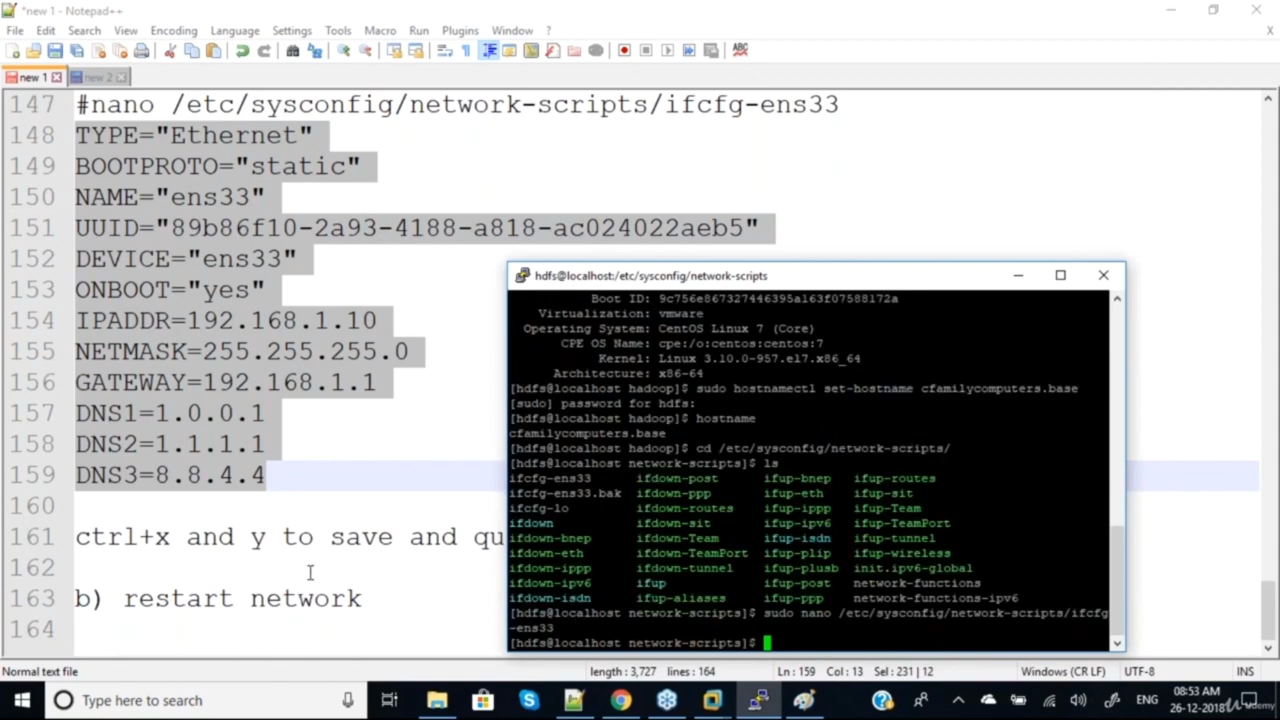 *new 1 - Notepad++
File Edit Search View Encoding Language Settings Tools Macro Run Plugins Window ?
X
ABC
new 1 new 2
147 #nano /etc/sysconfig/network-scripts/ifcfg-ens33
148 TYPE="Ethernet"
149 BOOTPROTO="static"
150 NAME="ens33"
151 UUID="89b86f10-2a93-4188-a818-ac024022aeb5"
152 DEVICE="ens33"
153 ONBOOT="yes"
154 IPADDR=192.168.1.10
155 NETMASK=255.255.255.0
156 GATEWAY=192.168.1.1
157 DNS1=1.0.0.1
158 DNS2=1.1.1.1
159 DNS3=8.8.4.4
160
161 ctrl+x and y to save and qu
162
163 b) restart network
164
hdfs@localhost:/etc/sysconfig/network-scripts
Boot ID: 9c756e867327446395a163f07588172a
Virtualization: vmware
Operating System: CentOS Linux 7 (Core)
CPE OS Name: cpe:/o:centos:centos:7
Kernel: Linux 3.10.0-957.el7.x86_64
Architecture: x86-64
[hdfs@localhost hadoop]$ sudo hostnamectl set-hostname cfamilycomputers.base
[sudo] password for hdfs:
[hdfs@localhost hadoop]$ hostname
cfamilycomputers.base
[hdfs@localhost hadoop]$ cd /etc/sysconfig/network-scripts/
[hdfs@localhost network-scripts]$ ls
ifcfg-ens33 ifdown-post ifup-bnep ifup-routes
ifcfg-ens33.bak ifdown-ppp ifup-eth ifup-sit
ifcfg-lo ifdown-routes ifup-ippp ifup-Team
ifdown ifdown-sit ifup-ipv6 ifup-TeamPort
ifdown-bnep ifdown-Team ifup-isdn ifup-tunnel
ifdown-eth ifdown-TeamPort ifup-plip ifup-wireless
ifdown-ippp ifdown-tunnel ifup-plusb init.ipv6-global
ifdown-ipv6 ifup ifup-post network-functions
ifdown-isdn ifup-aliases ifup-ppp network-functions-ipv6
[hdfs@localhost network-scripts]$ sudo nano /etc/sysconfig/network-scripts/ifcfg
-ens33
[hdfs@localhost network-scripts]$
Normal text file length : 3,727 lines : 164 Ln : 159 Col : 13 Sel : 231 | 12 Windows (CR LF) UTF-8 INS
Type here to search
ENG
08:53 AM
26-12-2018
Udemy